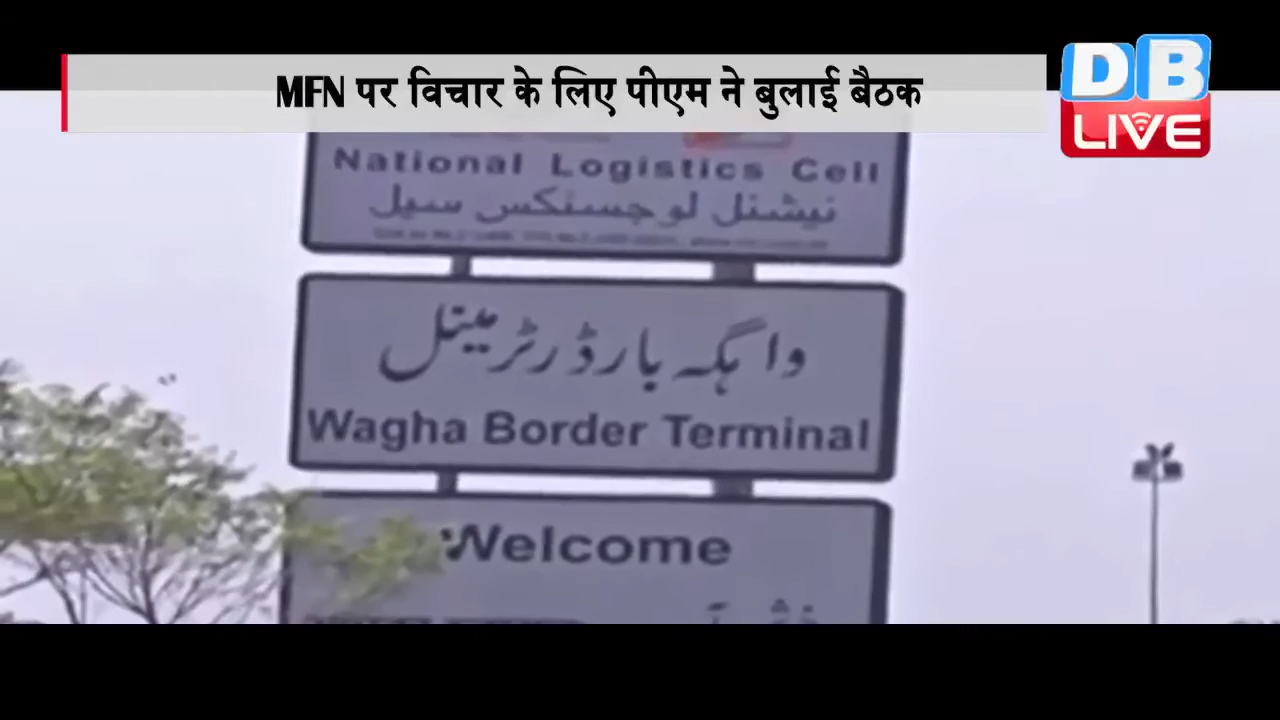 MFN पर विचार के लिए पीएम ने बुलाई बैठक
DB
LIVE
National Logistics Cell
نیشنل لوجسٹکس سیل
واہگہ بارڈر ٹرمینل
Wagha Border Terminal
Welcome